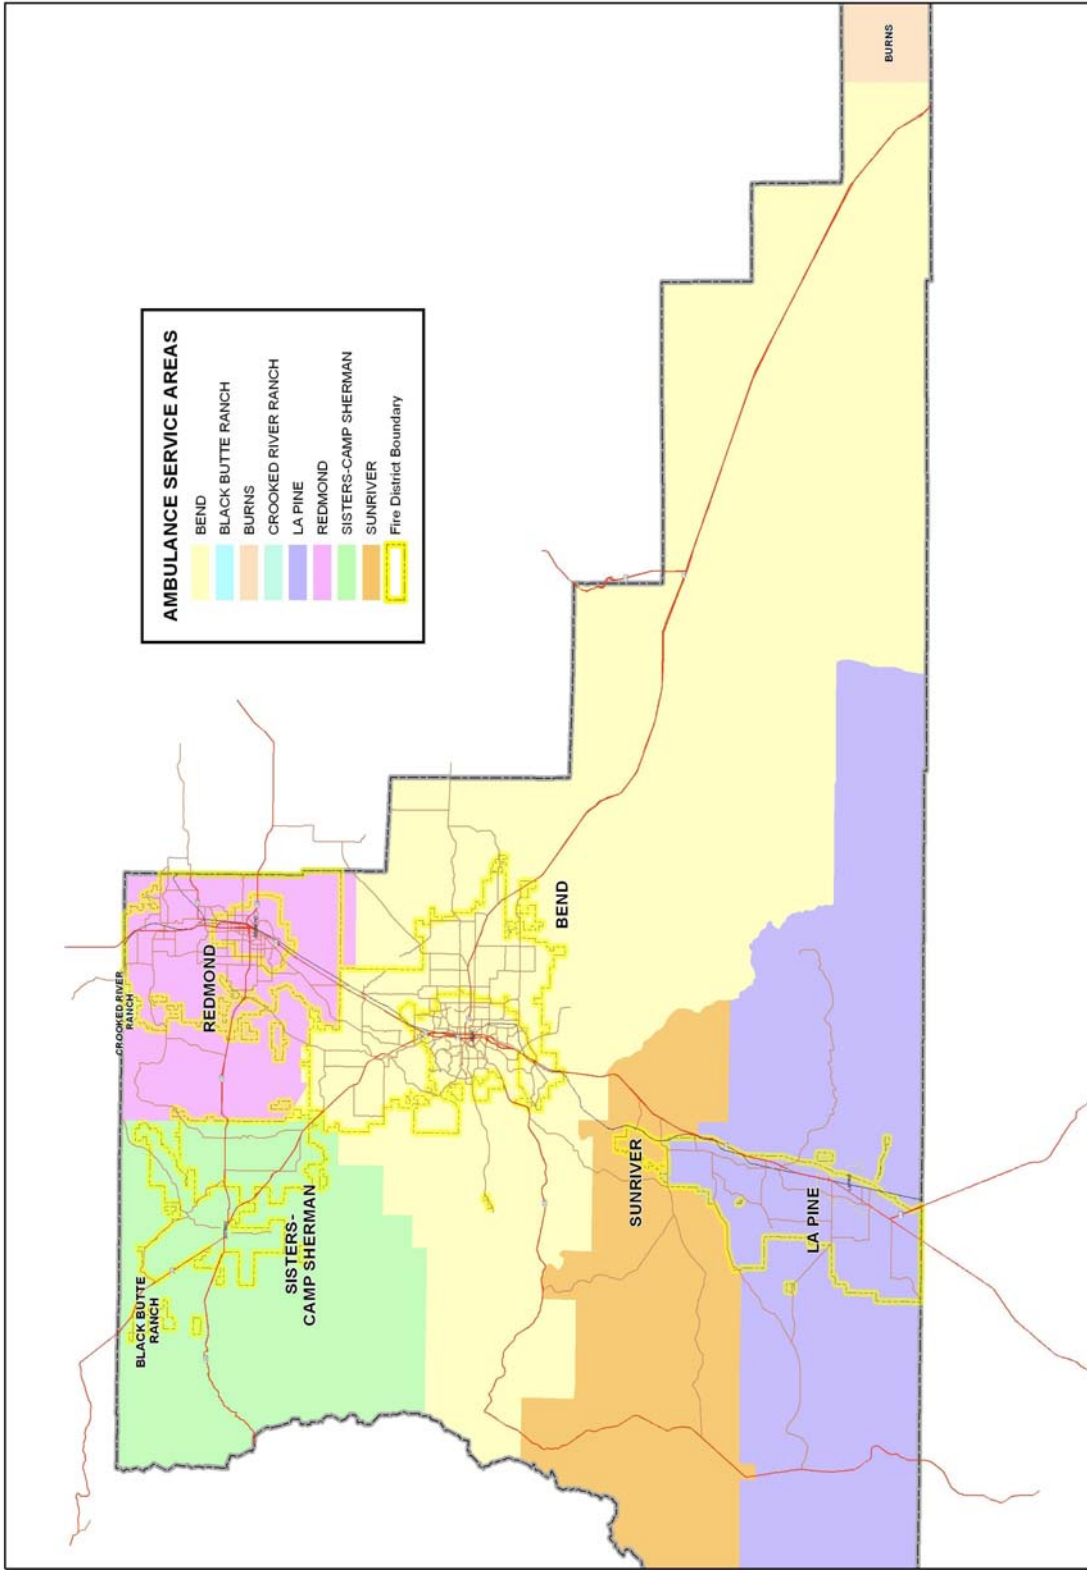 AMBULANCE SERVICE AREAS
BEND
BLACK BUTTE RANCH
BURNS
CROOKED RIVER RANCH
LA PINE
REDMOND
SISTERS-CAMP SHERMAN
SUNRIVER
Fire District Boundary
BLACK BUTTE
RANCH
CROOKED RIVER
RANCH
REDMOND
SISTERS-
CAMP SHERMAN
BEND
SUNRIVER
LA PINE
BURNS